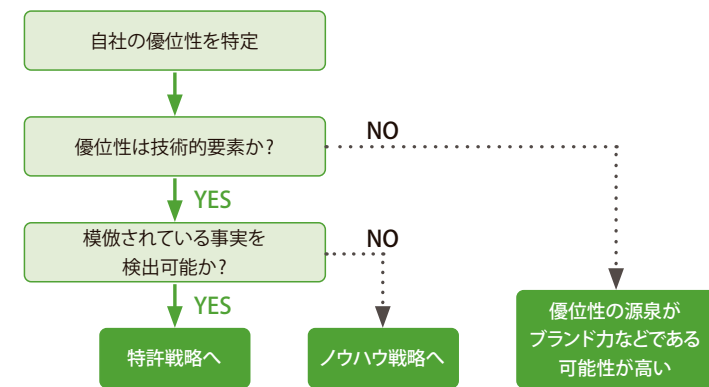 自社の優位性を特定
優位性は技術的要素か?
NO
YES
模倣されている事実を
検出可能か?
NO
YES
特許戦略へ
ノウハウ戦略へ
優位性の源泉が
ブランド力などである
可能性が高い